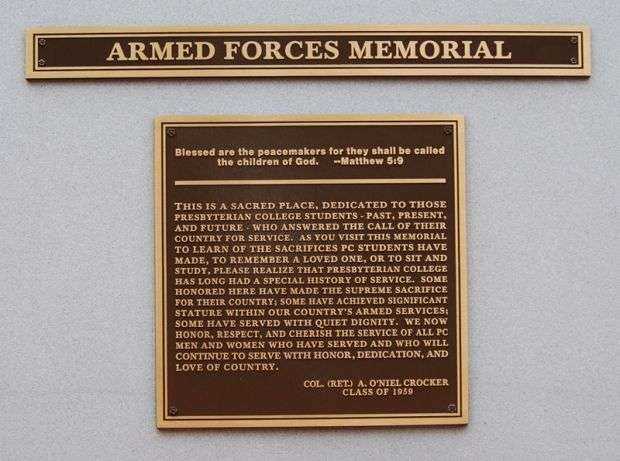 ARMED FORCES MEMORIAL
Blessed are the peacemakers for they shall be called
the children of God. --Matthew 5:9
THIS IS A SACRED PLACE, DEDICATED TO THOSE
PRESBYTERIAN COLLEGE STUDENTS - PAST, PRESENT,
AND FUTURE - WHO ANSWERED THE CALL OF THEIR
COUNTRY FOR SERVICE. AS YOU VISIT THIS MEMORIAL
TO LEARN OF THE SACRIFICES PC STUDENTS HAVE
MADE, TO REMEMBER A LOVED ONE, OR TO SIT AND
STUDY, PLEASE REALIZE THAT PRESBYTERIAN COLLEGE
HAS LONG HAD A SPECIAL HISTORY OF SERVICE. SOME
HONORED HERE HAVE MADE THE SUPREME SACRIFICE
FOR THEIR COUNTRY; SOME HAVE ACHIEVED SIGNIFICANT
STATURE WITHIN OUR COUNTRY'S ARMED SERVICES;
SOME HAVE SERVED WITH QUIET DIGNITY. WE NOW
HONOR, RESPECT, AND CHERISH THE SERVICE OF ALL PC
MEN AND WOMEN WHO HAVE SERVED AND WHO WILL
CONTINUE TO SERVE WITH HONOR, DEDICATION, AND
LOVE OF COUNTRY.
COL. (RET.) A. O'NIEL CROCKER
CLASS OF 1959